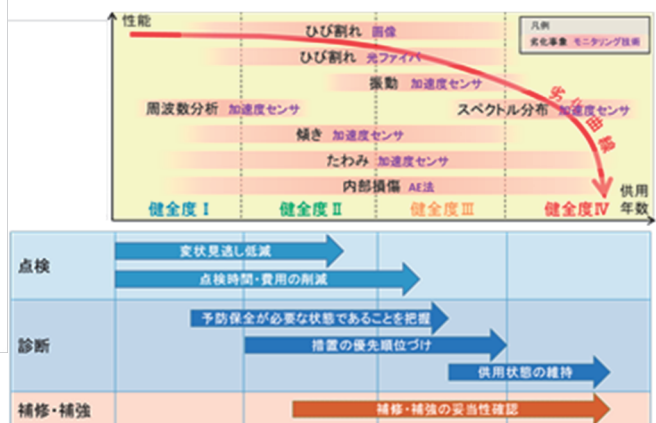 性能
凡例
劣化事象 モニタリング技術
ひび割れ 画像
ひび割れ 光ファイバ
振動 加速度センサ
周波数分析 加速度センサ
スペクトル分布 加速度センサ
劣化曲線
傾き 加速度センサ
たわみ 加速度センサ
内部損傷 AE法
供用
年数
健全度Ⅰ
健全度Ⅱ
健全度Ⅲ
健全度Ⅳ
点検
変状見逃し低減
点検時間・費用の削減
診断
予防保全が必要な状態であることを把握
措置の優先順位づけ
供用状態の維持
補修・補強
補修・補強の妥当性確認